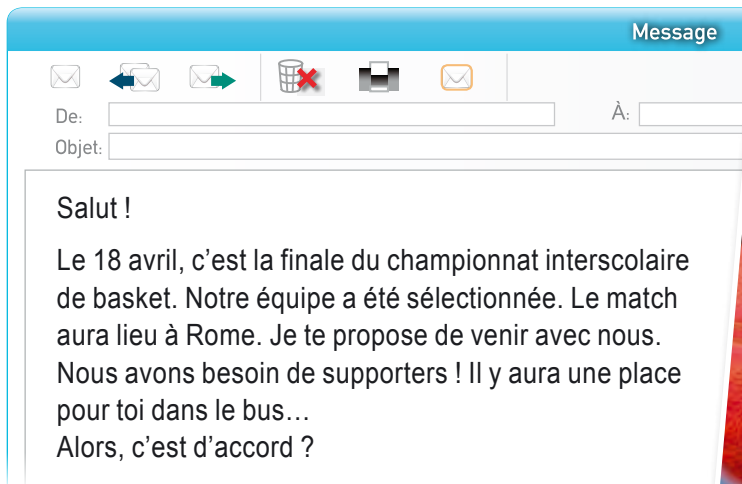 Message
De:
À:
Objet:
Salut !
Le 18 avril, c’est la finale du championnat interscolaire
de basket. Notre équipe a été sélectionnée. Le match
aura lieu à Rome. Je te propose de venir avec nous.
Nous avons besoin de supporters ! Il y aura une place
pour toi dans le bus…
Alors, c’est d’accord ?